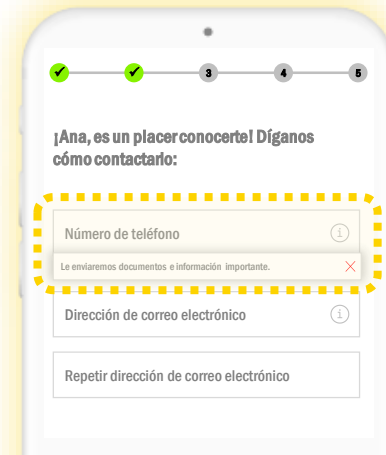 ✓ ✓ 3 4 5
¡Ana, es un placer conocerte! Díganos
cómo contactarlo:
Número de teléfono i
Le enviaremos documentos e información importante. X
Dirección de correo electrónico i
Repetir dirección de correo electrónico